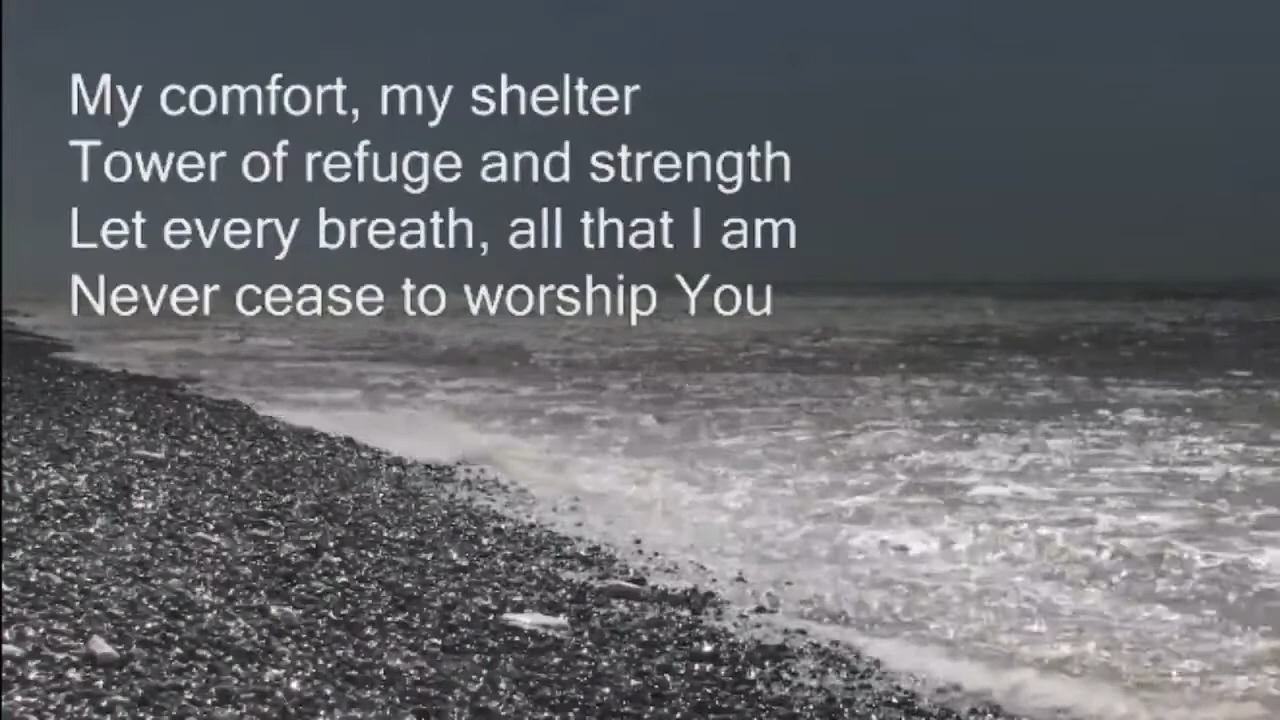 My comfort, my shelter
Tower of refuge and strength
Let every breath, all that I am
Never cease to worship You